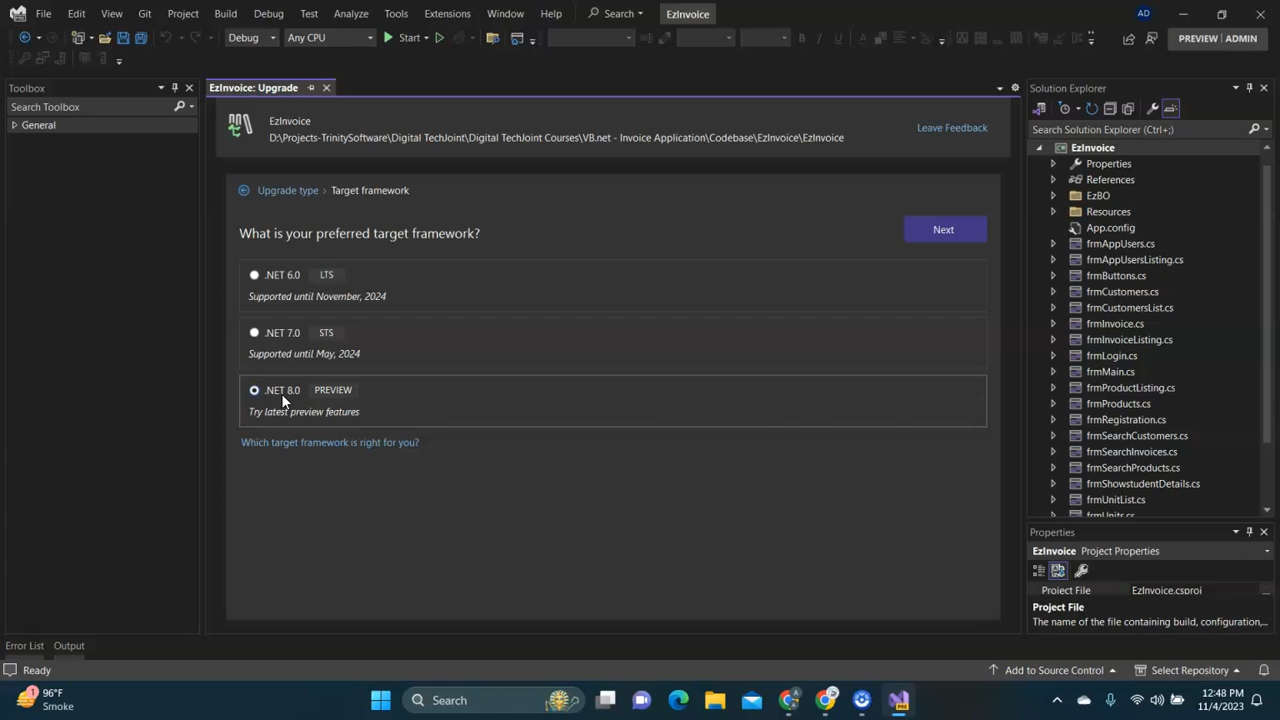 File Edit View Git Project Build Debug Test Analyze Tools Extensions Window Help Search EzInvoice AD
Debug Any CPU Start PREVIEW | ADMIN
Toolbox
Search Toolbox
General
EzInvoice: Upgrade
EzInvoice
D:\Projects-TrinitySoftware\Digital TechJoint\Digital TechJoint Courses\VB.net - Invoice Application\Codebase\EzInvoice\EzInvoice
Leave Feedback
Upgrade type › Target framework
What is your preferred target framework?
Next
.NET 6.0 LTS
Supported until November, 2024
.NET 7.0 STS
Supported until May, 2024
.NET 8.0 PREVIEW
Try latest preview features
Which target framework is right for you?
Solution Explorer
Search Solution Explorer (Ctrl+;)
EzInvoice
Properties
References
EzBO
Resources
App.config
frmAppUsers.cs
frmAppUsersListing.cs
frmButtons.cs
frmCustomers.cs
frmCustomersList.cs
frmInvoice.cs
frmInvoiceListing.cs
frmLogin.cs
frmMain.cs
frmProductListing.cs
frmProducts.cs
frmRegistration.cs
frmSearchCustomers.cs
frmSearchInvoices.cs
frmSearchProducts.cs
frmShowstudentDetails.cs
frmUnitList.cs
frmUnits.cs
Properties
EzInvoice Project Properties
Project File EzInvoice.csproj
Project File
The name of the file containing build, configuration,...
Error List Output
Ready
Add to Source Control
Select Repository
1
96°F
Smoke
Search
12:48 PM
11/4/2023